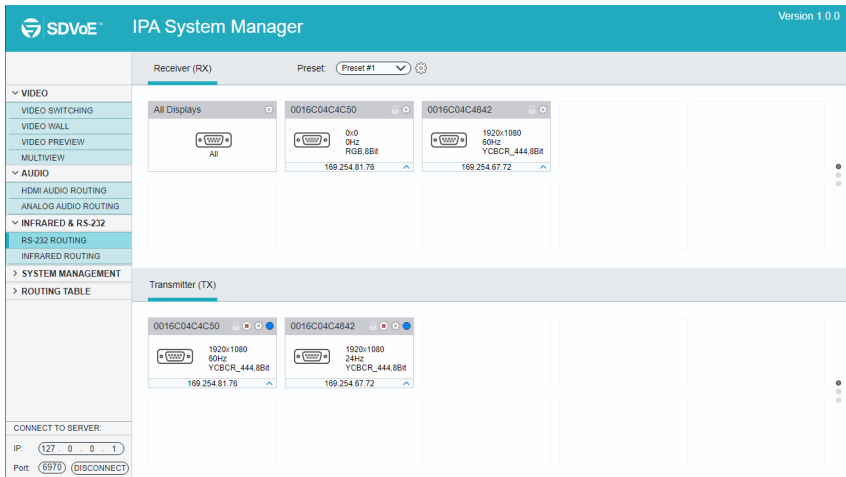 SDVoE™
IPA System Manager
Version 1.0.0
Receiver (RX)
Preset: Preset #1
VIDEO
VIDEO SWITCHING
VIDEO WALL
VIDEO PREVIEW
MULTIVIEW
AUDIO
HDMI AUDIO ROUTING
ANALOG AUDIO ROUTING
INFRARED & RS-232
RS-232 ROUTING
INFRARED ROUTING
SYSTEM MANAGEMENT
ROUTING TABLE
CONNECT TO SERVER:
IP: 127 . 0 . 0 . 1
Port: 6970 DISCONNECT
All Displays
All
0016C04C4C50
0x0
0Hz
RGB,8Bit
169.254.81.76
0016C04C4842
1920x1080
60Hz
YCBCR_444,8Bit
169.254.67.72
Transmitter (TX)
0016C04C4C50
1920x1080
60Hz
YCBCR_444,8Bit
169.254.81.76
0016C04C4842
1920x1080
24Hz
YCBCR_444,8Bit
169.254.67.72